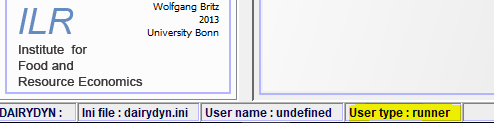 Wolfgang Britz
2013
University Bonn
ILR
Institute for
Food and
Resource Economics
DAIRYDYN :
Ini file : dairydyn.ini
User name : undefined
User type : runner